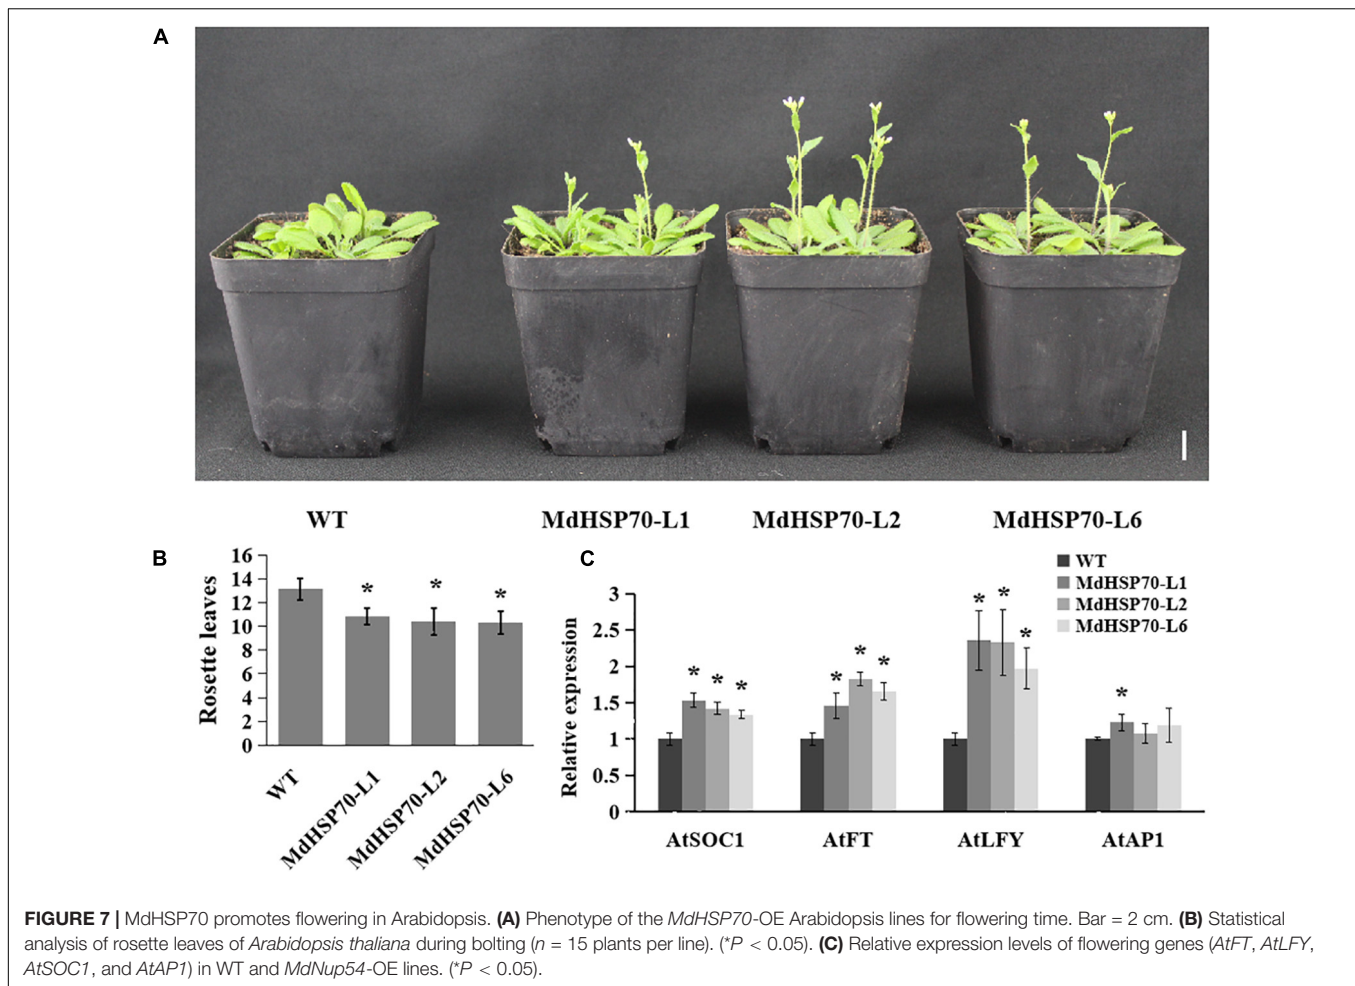 A
WT MdHSP70-L1 MdHSP70-L2 MdHSP70-L6
B
Rosette leaves
16
14
12
10
8
6
4
2
0
* * *
WT MdHSP70-L1 MdHSP70-L2 MdHSP70-L6
C
WT
MdHSP70-L1
MdHSP70-L2
MdHSP70-L6
Relative expression
3
2.5
2
1.5
1
0.5
0
* * * * * * * * * *
AtSOC1 AtFT AtLFY AtAP1
FIGURE 7 | MdHSP70 promotes flowering in Arabidopsis. (A) Phenotype of the MdHSP70-OE Arabidopsis lines for flowering time. Bar = 2 cm. (B) Statistical
analysis of rosette leaves of Arabidopsis thaliana during bolting (n = 15 plants per line). (*P < 0.05). (C) Relative expression levels of flowering genes (AtFT, AtLFY,
AtSOC1, and AtAP1) in WT and MdNup54-OE lines. (*P < 0.05).